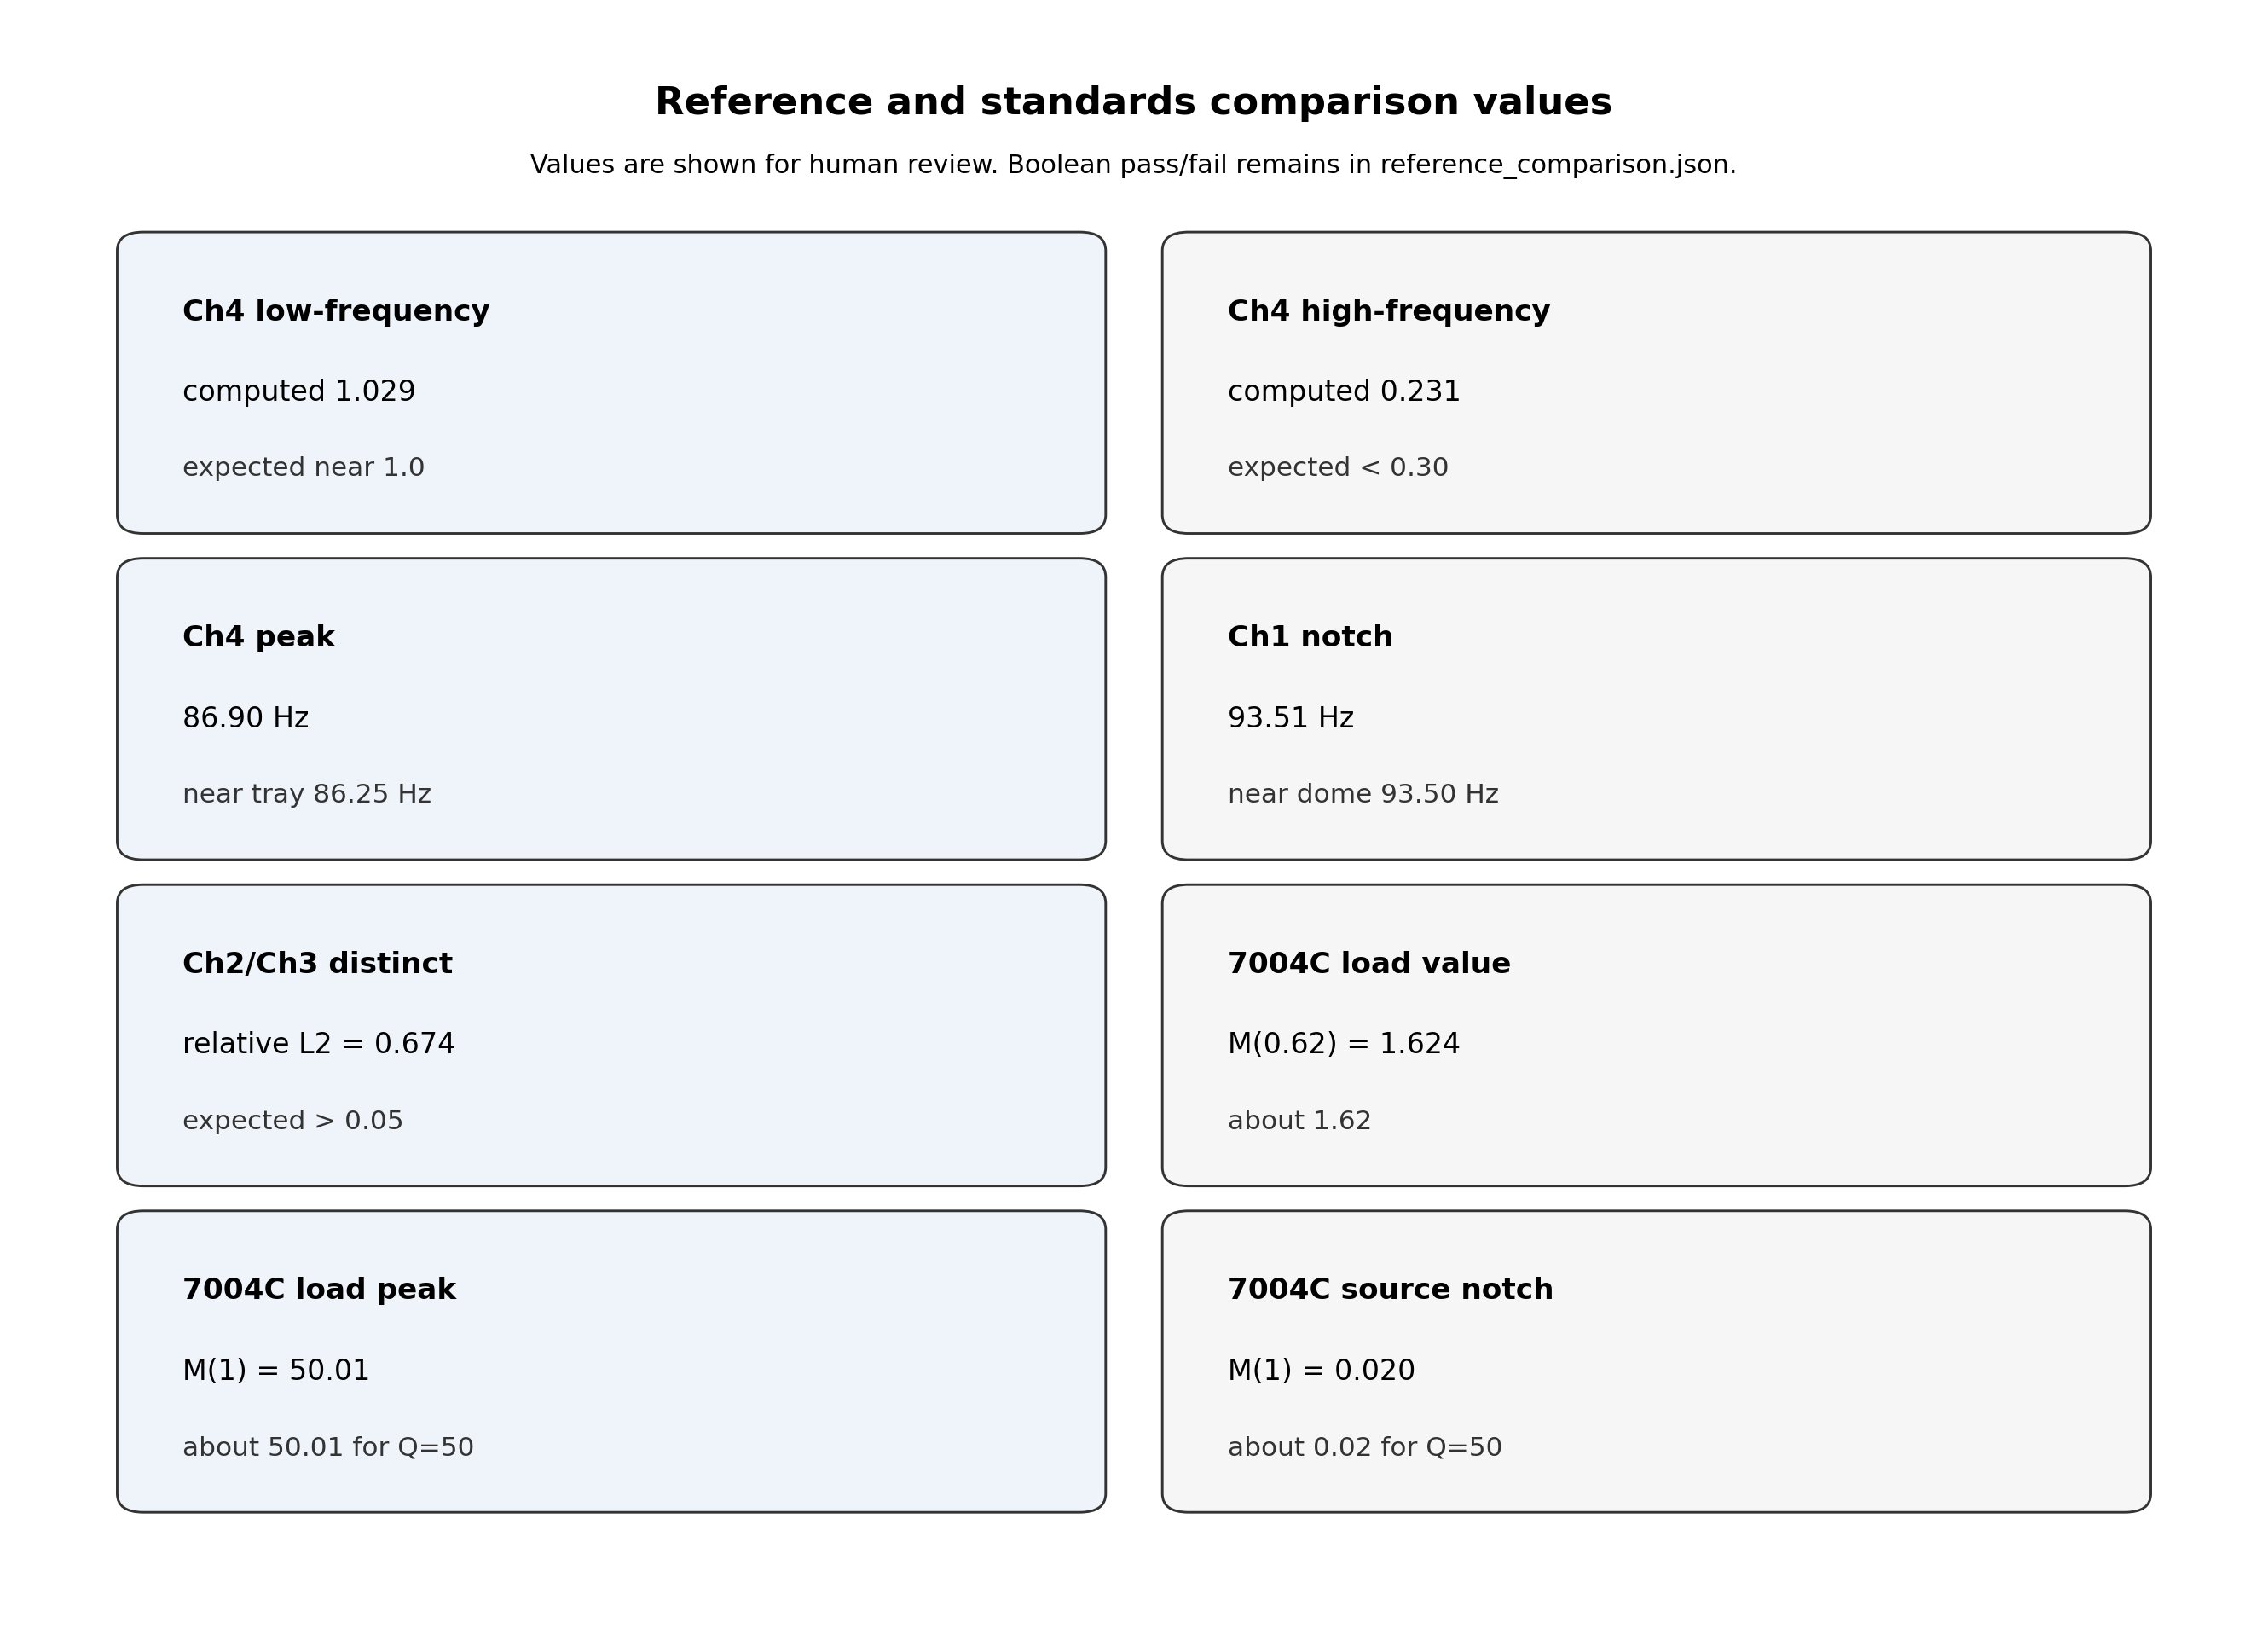 Reference and standards comparison values
Values are shown for human review. Boolean pass/fail remains in reference_comparison.json.
Ch4 low-frequency
computed 1.029
expected near 1.0
Ch4 high-frequency
computed 0.231
expected < 0.30
Ch4 peak
86.90 Hz
near tray 86.25 Hz
Ch1 notch
93.51 Hz
near dome 93.50 Hz
Ch2/Ch3 distinct
relative L2 = 0.674
expected > 0.05
7004C load value
M(0.62) = 1.624
about 1.62
7004C load peak
M(1) = 50.01
about 50.01 for Q=50
7004C source notch
M(1) = 0.020
about 0.02 for Q=50